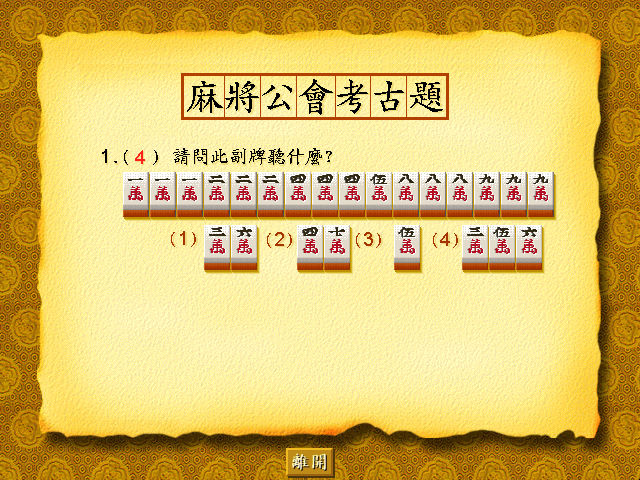 麻將公會考古題
1.(4) 請問此副牌聽什麼?
一萬 一萬 一萬 二萬 二萬 二萬 四萬 四萬 四萬 伍萬 八萬 八萬 八萬 九萬 九萬 九萬
(1) 三萬 六萬 (2) 四萬 七萬 (3) 伍萬 (4) 三萬 伍萬 六萬
離開